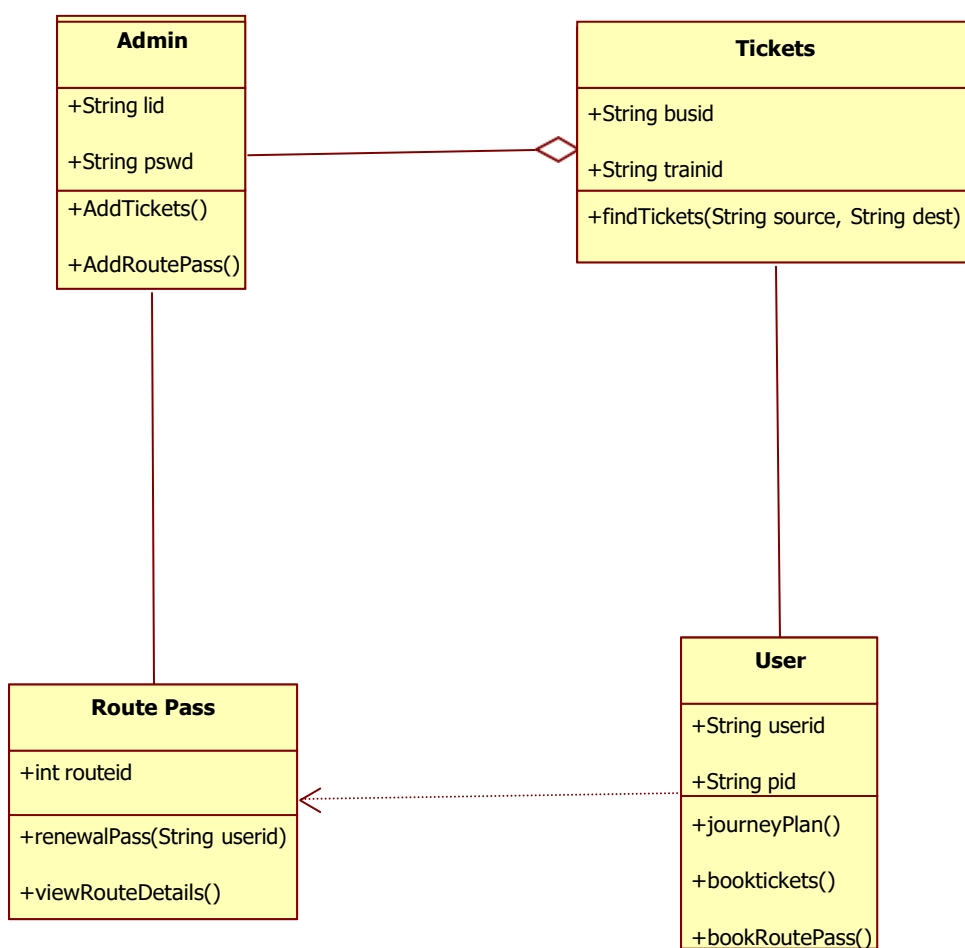 Admin
+String lid
+String pswd
+AddTickets()
+AddRoutePass()
Tickets
+String busid
+String trainid
+findTickets(String source, String dest)
Route Pass
+int routeid
+renewalPass(String userid)
+viewRouteDetails()
User
+String userid
+String pid
+journeyPlan()
+booktickets()
+bookRoutePass()